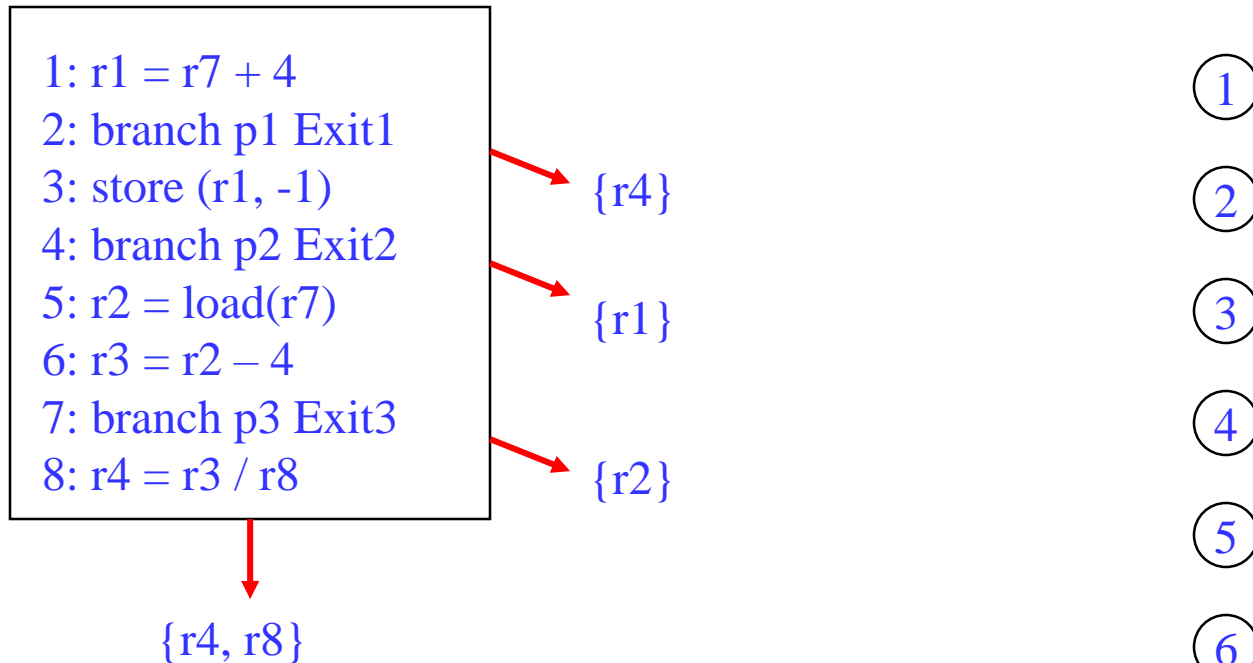 1: r1 = r7 + 4
2: branch p1 Exit1
3: store (r1, -1)
4: branch p2 Exit2
5: r2 = load(r7)
6: r3 = r2 – 4
7: branch p3 Exit3
8: r4 = r3 / r8
{r4}
{r1}
{r2}
{r4, r8}
1
2
3
4
5
6